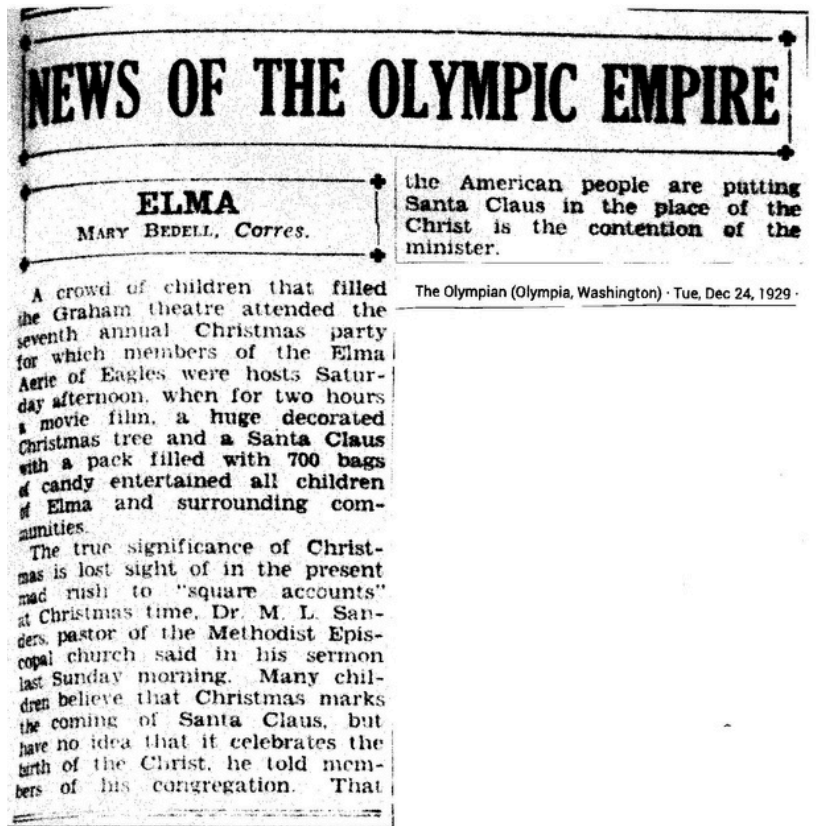 NEWS OF THE OLYMPIC EMPIRE
ELMA
MARY BEDELL, Corres.
A crowd of children that filled
the Graham theatre attended the
seventh annual Christmas party
for which members of the Elma
Aerie of Eagles were hosts Satur-
day afternoon, when for two hours
a movie film, a huge decorated
Christmas tree and a Santa Claus
with a pack filled with 700 bags
of candy entertained all children
of Elma and surrounding com-
munities.
The true significance of Christ-
mas is lost sight of in the present
mad rush to "square accounts"
at Christmas time, Dr. M. L. San-
ders, pastor of the Methodist Epis-
copal church said in his sermon
last Sunday morning. Many chil-
dren believe that Christmas marks
the coming of Santa Claus, but
have no idea that it celebrates the
birth of the Christ, he told mem-
bers of his congregation. That
the American people are putting
Santa Claus in the place of the
Christ is the contention of the
minister.
The Olympian (Olympia, Washington) · Tue, Dec 24, 1929 ·